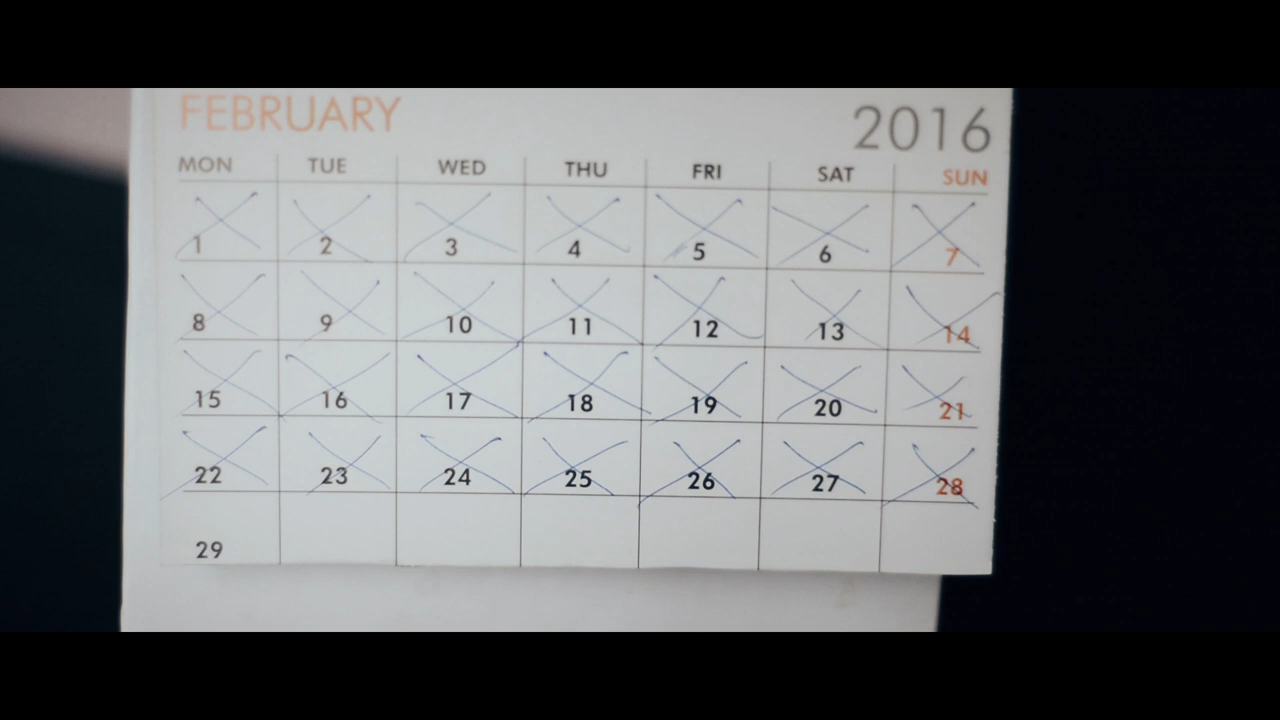 FEBRUARY 2016
MON TUE WED THU FRI SAT SUN
1 2 3 4 5 6 7
8 9 10 11 12 13 14
15 16 17 18 19 20 21
22 23 24 25 26 27 28
29